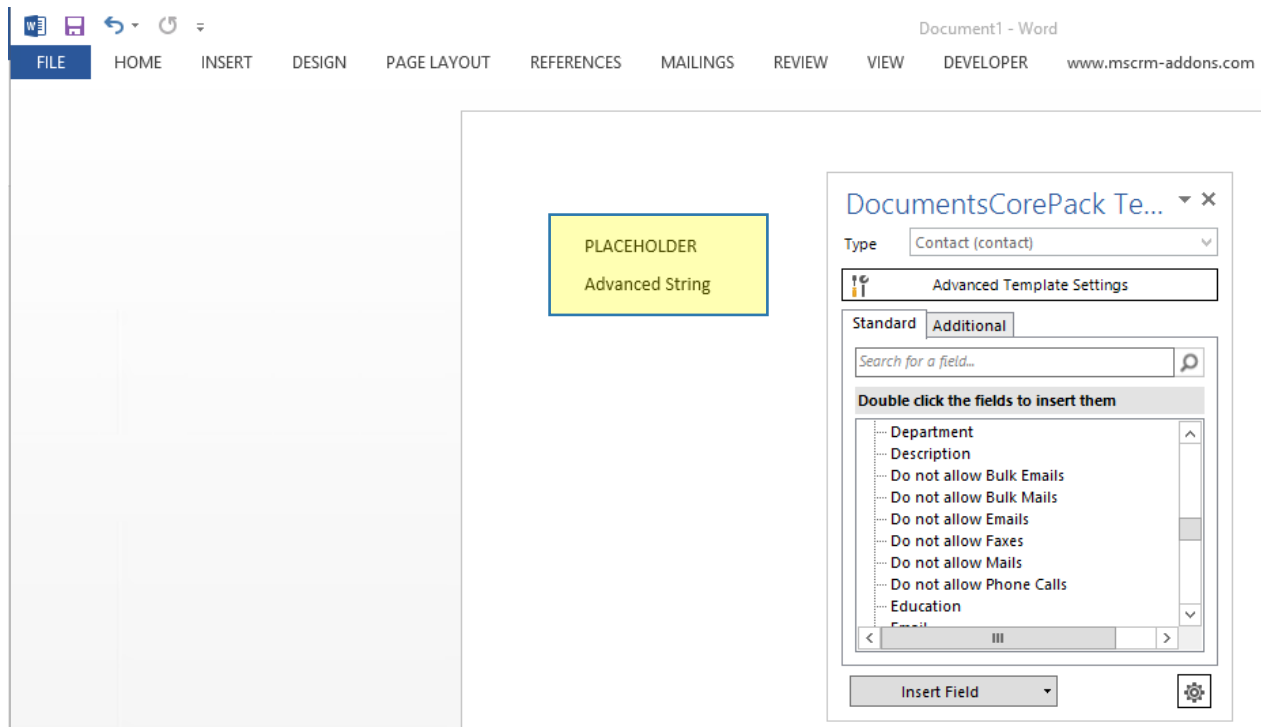 Document1 - Word
FILE HOME INSERT DESIGN PAGE LAYOUT REFERENCES MAILINGS REVIEW VIEW DEVELOPER www.mscrm-addons.com
PLACEHOLDER
Advanced String
DocumentsCorePack Te...
Type Contact (contact)
Advanced Template Settings
Standard Additional
Search for a field...
Double click the fields to insert them
Department
Description
Do not allow Bulk Emails
Do not allow Bulk Mails
Do not allow Emails
Do not allow Faxes
Do not allow Mails
Do not allow Phone Calls
Education
Email
Insert Field